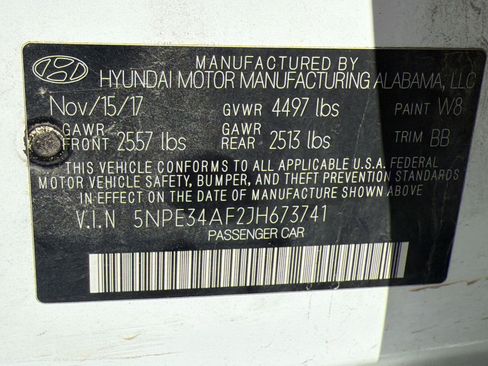 MANUFACTURED BY
HYUNDAI MOTOR MANUFACTURING ALABAMA, LLC
Nov/15/17 GVWR 4497 lbs PAINT W8
GAWR FRONT 2557 lbs GAWR REAR 2513 lbs TRIM BB
THIS VEHICLE CONFORMS TO ALL APPLICABLE U.S.A. FEDERAL
MOTOR VEHICLE SAFETY, BUMPER, AND THEFT PREVENTION STANDARDS
IN EFFECT ON THE DATE OF MANUFACTURE SHOWN ABOVE.
V.I.N 5NPE34AF2JH673741
PASSENGER CAR